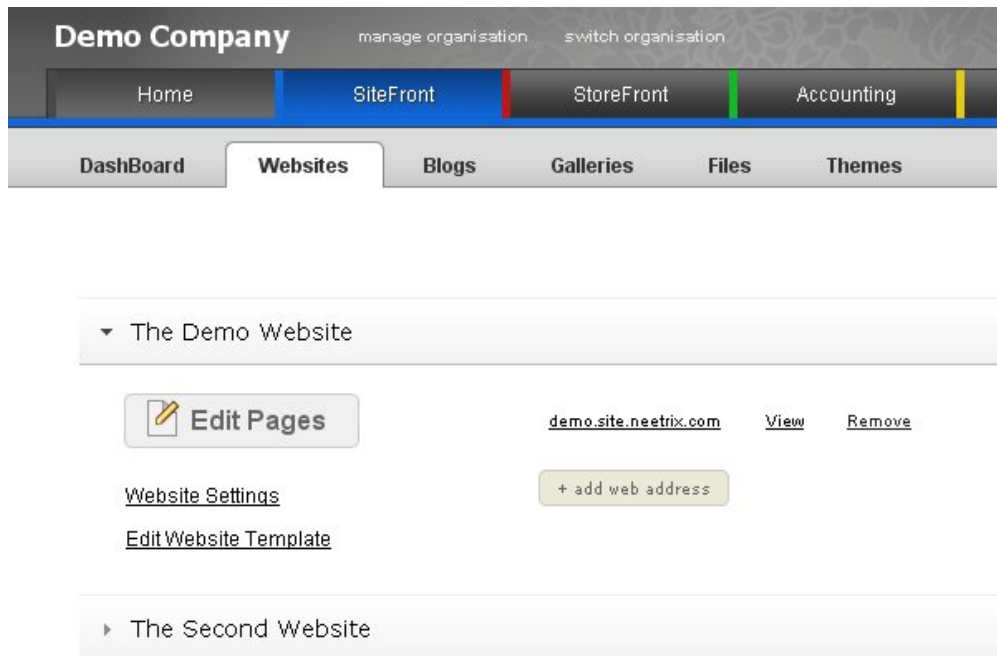 Demo Company manage organisation switch organisation
Home SiteFront StoreFront Accounting
DashBoard Websites Blogs Galleries Files Themes
The Demo Website
Edit Pages demo.site.neetrix.com View Remove
Website Settings + add web address
Edit Website Template
The Second Website